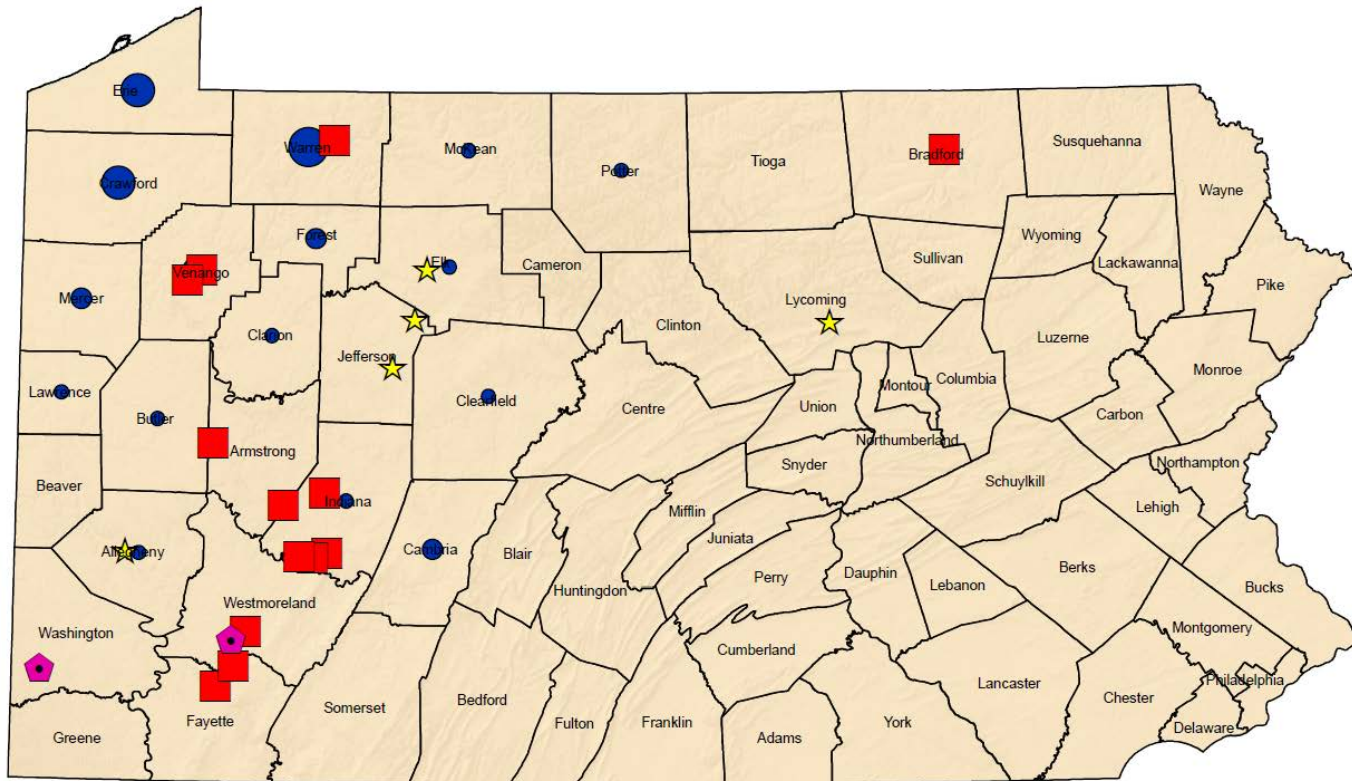 Erie
Warren
McKean
Potter
Tioga
Bradford
Susquehanna
Wayne
Crawford
Forest
Elk
Cameron
Sullivan
Wyoming
Lackawanna
Pike
Venango
Mercer
Clarion
Jefferson
Clinton
Lycoming
Luzerne
Monroe
Lawrence
Butler
Clearfield
Centre
Union
Montour
Columbia
Carbon
Beaver
Armstrong
Indiana
Snyder
Northumberland
Schuylkill
Northampton
Lehigh
Allegheny
Cambria
Blair
Mifflin
Juniata
Huntingdon
Perry
Dauphin
Lebanon
Berks
Bucks
Washington
Westmoreland
Cumberland
Montgomery
Philadelphia
Greene
Fayette
Somerset
Bedford
Fulton
Franklin
Adams
York
Lancaster
Chester
Delaware